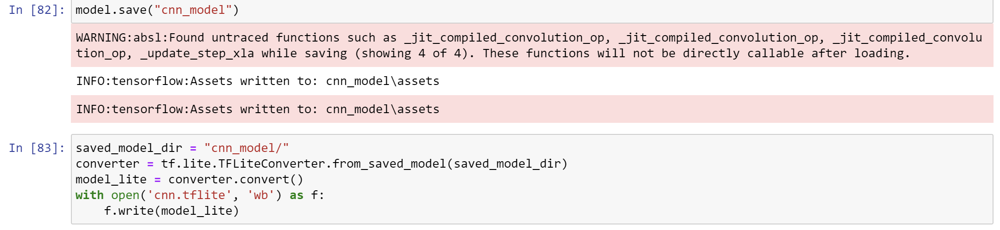 In [82]: model.save("cnn_model")
WARNING:absl:Found untraced functions such as _jit_compiled_convolution_op, _jit_compiled_convolution_op, _jit_compiled_convolu
tion_op, _update_step_xla while saving (showing 4 of 4). These functions will not be directly callable after loading.
INFO:tensorflow:Assets written to: cnn_model\assets
INFO:tensorflow:Assets written to: cnn_model\assets
In [83]: saved_model_dir = "cnn_model/"
converter = tf.lite.TFLiteConverter.from_saved_model(saved_model_dir)
model_lite = converter.convert()
with open('cnn.tflite', 'wb') as f:
    f.write(model_lite)